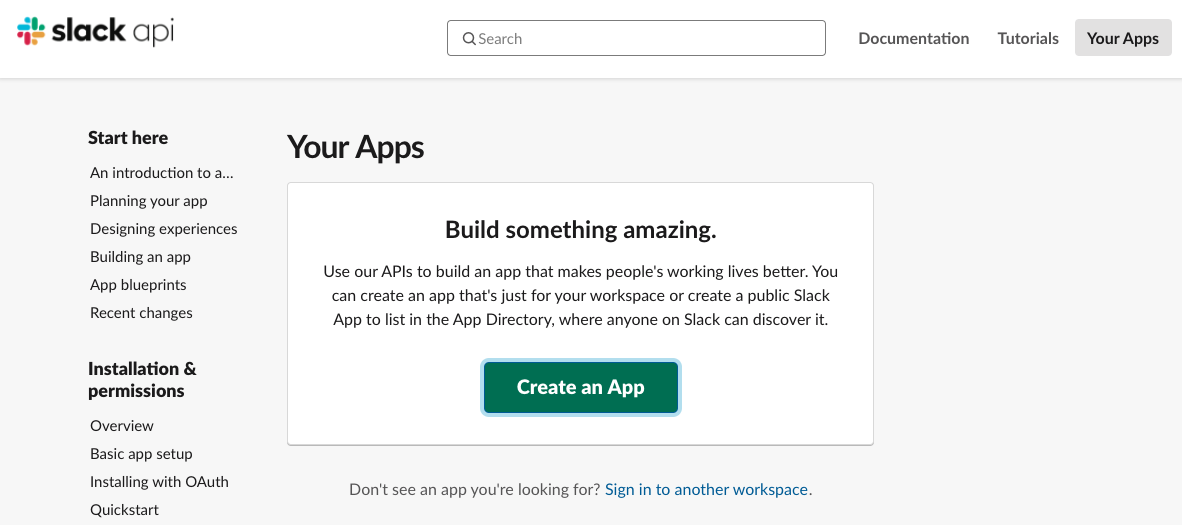 slack api
Search
Documentation
Tutorials
Your Apps
Start here
An introduction to a...
Planning your app
Designing experiences
Building an app
App blueprints
Recent changes
Installation &
permissions
Overview
Basic app setup
Installing with OAuth
Quickstart
Your Apps
Build something amazing.
Use our APIs to build an app that makes people's working lives better. You
can create an app that's just for your workspace or create a public Slack
App to list in the App Directory, where anyone on Slack can discover it.
Create an App
Don't see an app you're looking for? Sign in to another workspace.